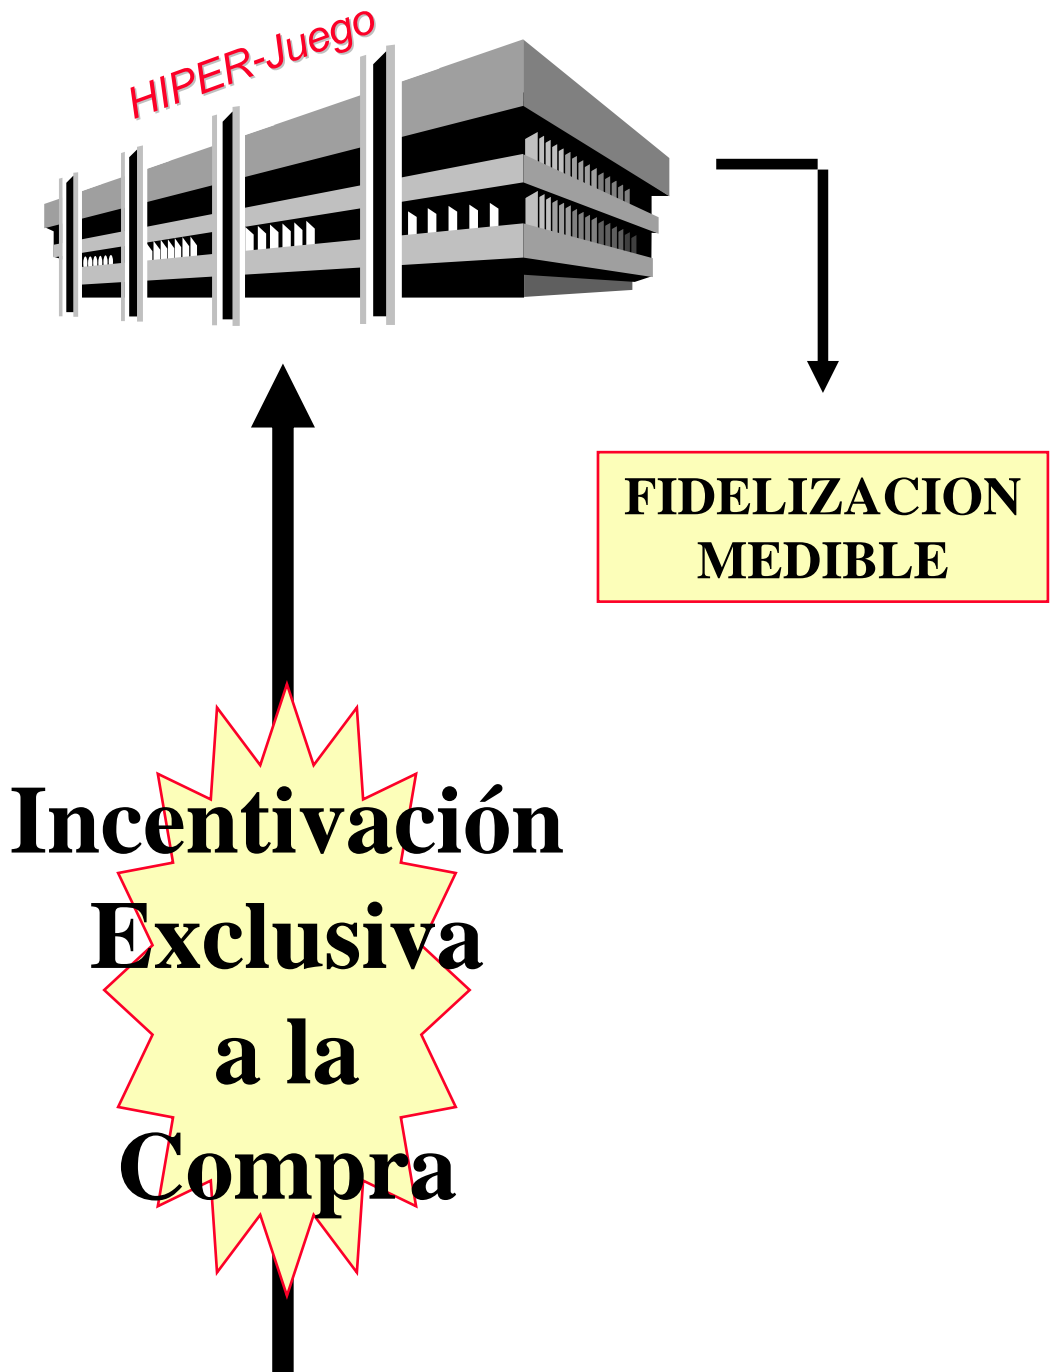 HIPER-Juego
FIDELIZACION
MEDIBLE
Incentivación
Exclusiva
a la
Compra